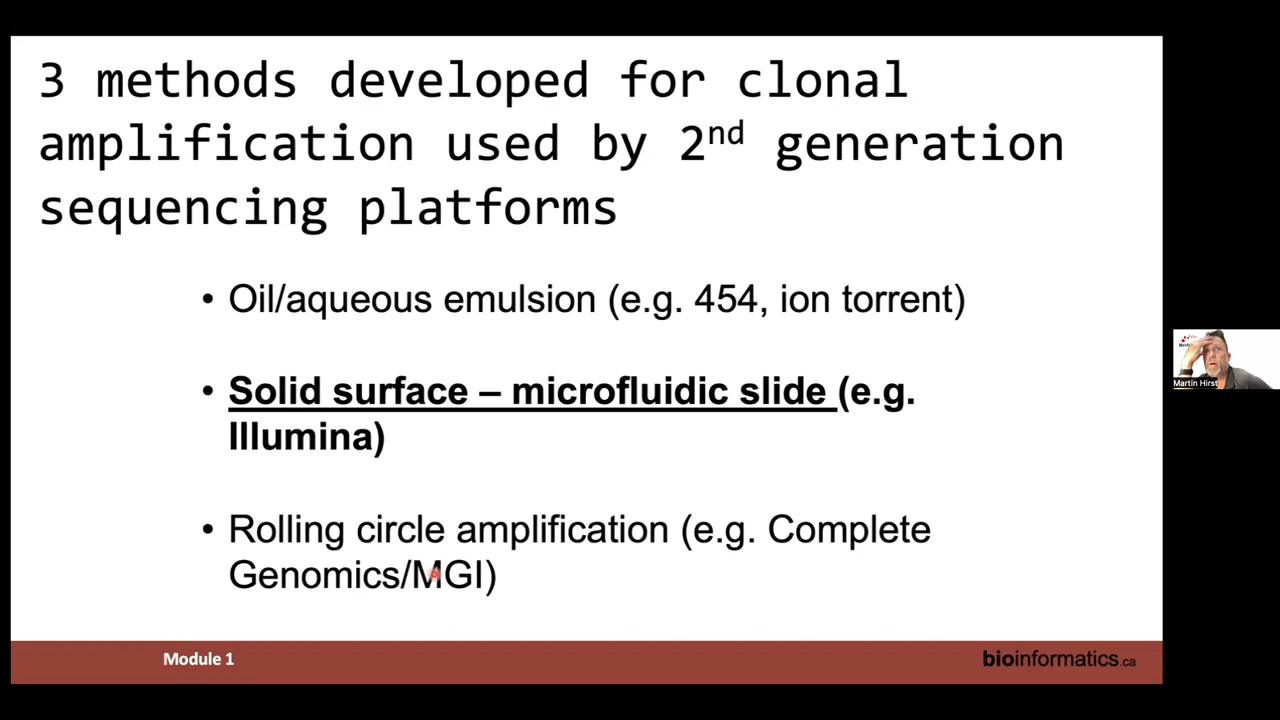 3 methods developed for clonal
amplification used by 2nd generation
sequencing platforms
• Oil/aqueous emulsion (e.g. 454, ion torrent)
• Solid surface – microfluidic slide (e.g.
Illumina)
• Rolling circle amplification (e.g. Complete
Genomics/MGI)
Martin Hirst
Module 1
bioinformatics.ca